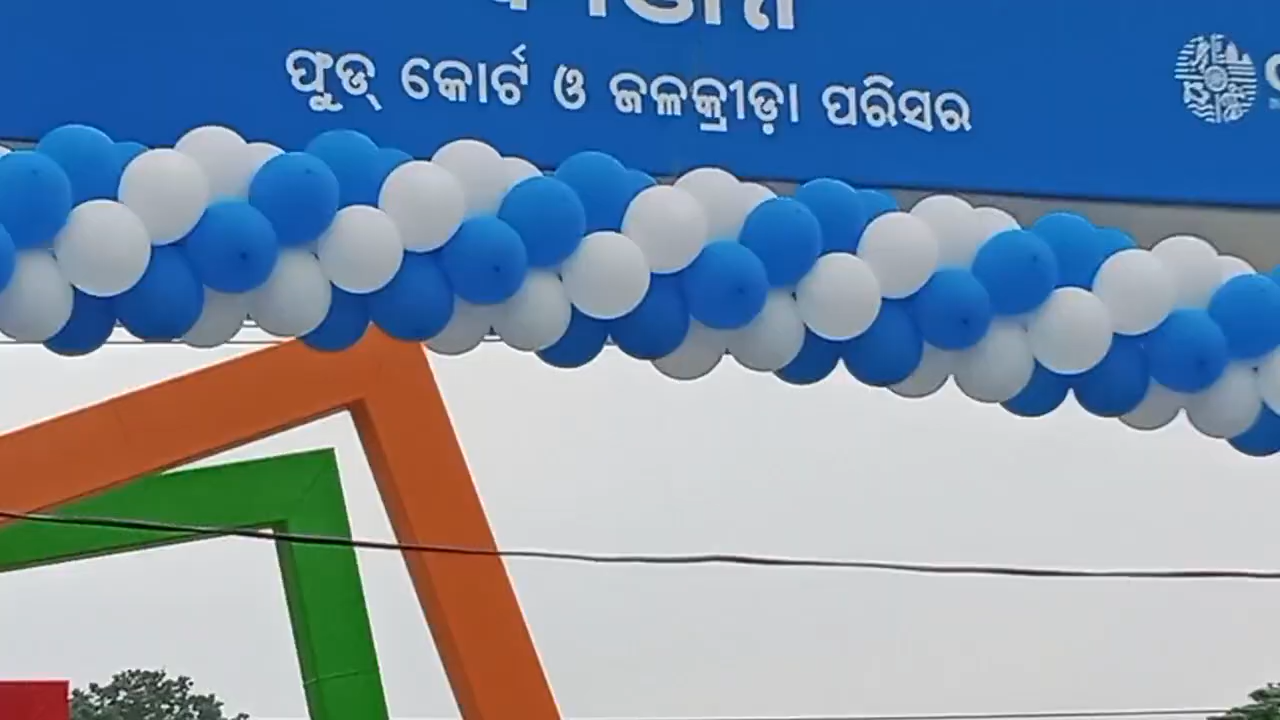 ଫୁଡ୍ କୋର୍ଟ ଓ ଜଳକ୍ରୀଡ଼ା ପରିସର